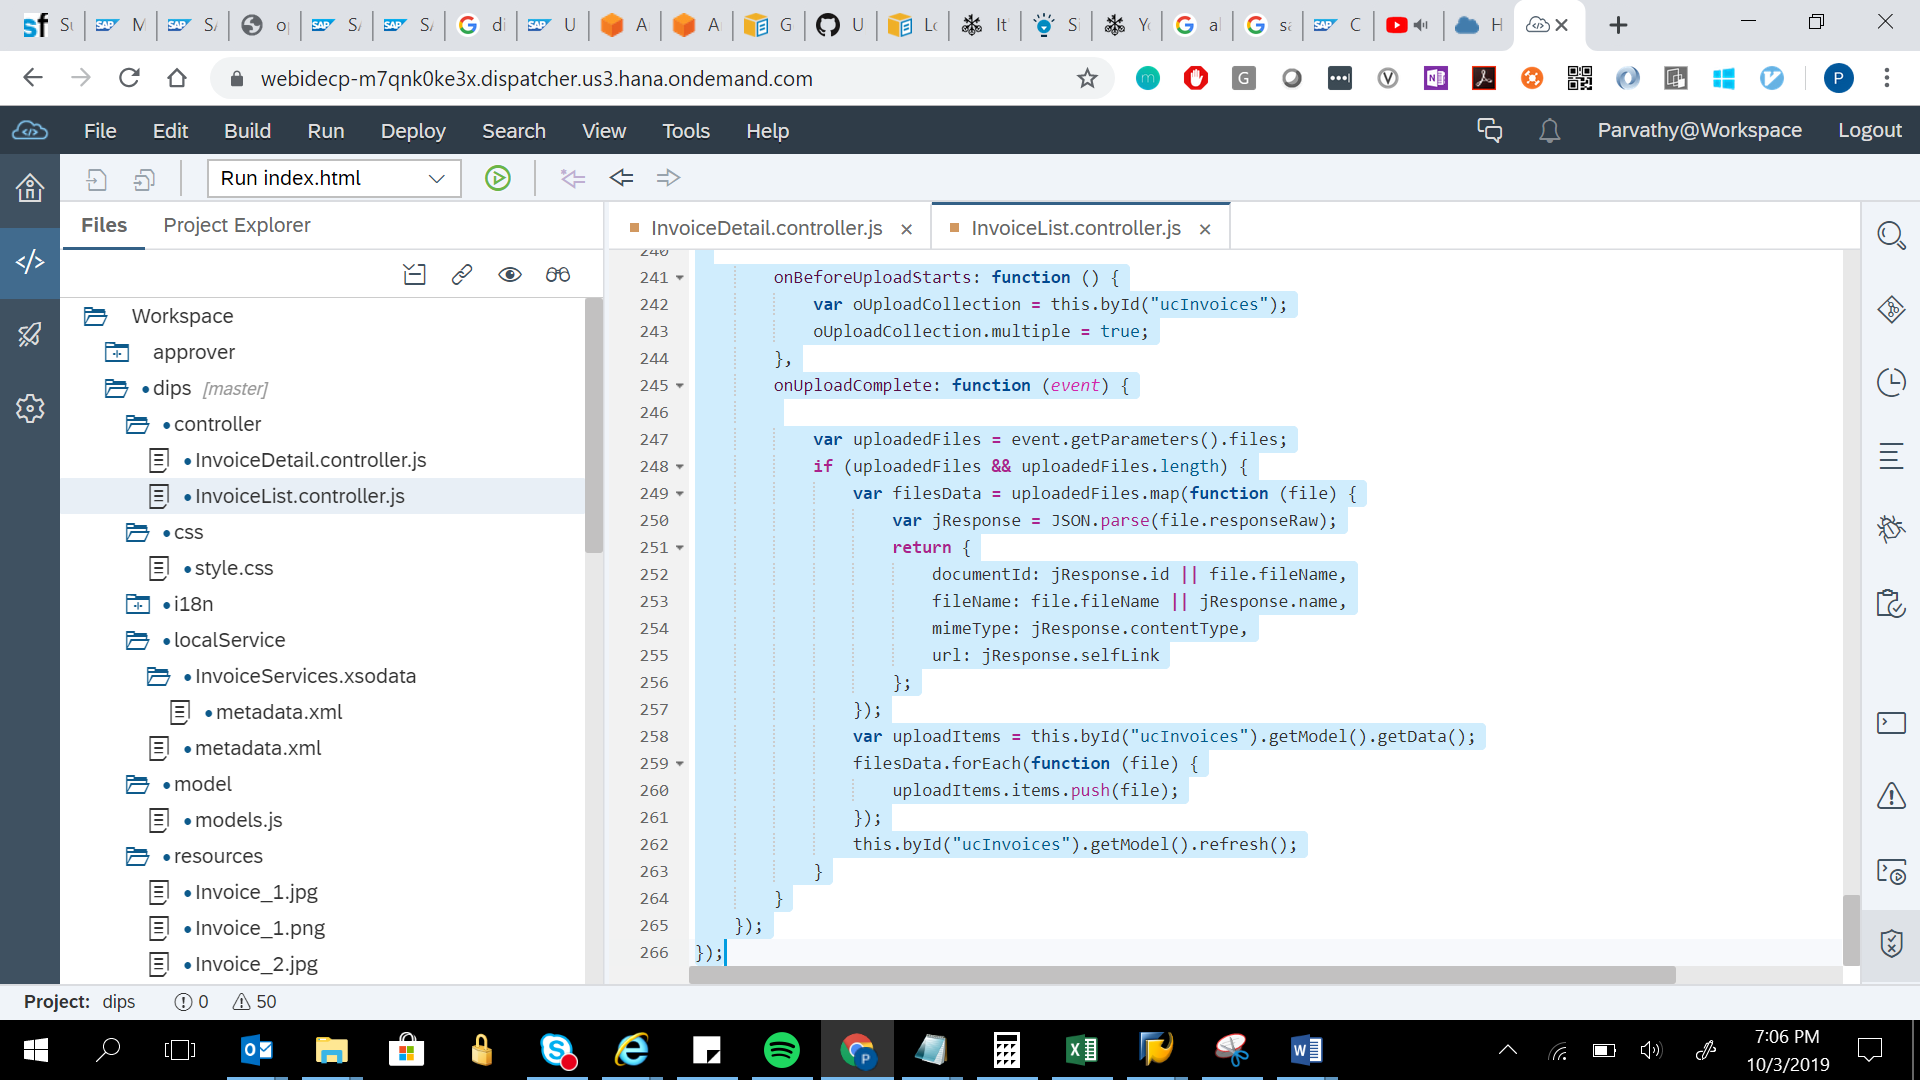 webidecp-m7qnk0ke3x.dispatcher.us3.hana.ondemand.com
File Edit Build Run Deploy Search View Tools Help
Parvathy@Workspace Logout
Run index.html
Files Project Explorer
InvoiceDetail.controller.js × InvoiceList.controller.js ×
Workspace
approver
dips [master]
controller
InvoiceDetail.controller.js
InvoiceList.controller.js
css
style.css
i18n
localService
InvoiceServices.xsodata
metadata.xml
metadata.xml
model
models.js
resources
Invoice_1.jpg
Invoice_1.png
Invoice_2.jpg
240
241 onBeforeUploadStarts: function () {
242 var oUploadCollection = this.byId("ucInvoices");
243 oUploadCollection.multiple = true;
244 },
245 onUploadComplete: function (event) {
246
247 var uploadedFiles = event.getParameters().files;
248 if (uploadedFiles && uploadedFiles.length) {
249 var filesData = uploadedFiles.map(function (file) {
250 var jResponse = JSON.parse(file.responseRaw);
251 return {
252 documentId: jResponse.id || file.fileName,
253 fileName: file.fileName || jResponse.name,
254 mimeType: jResponse.contentType,
255 url: jResponse.selfLink
256 };
257 });
258 var uploadItems = this.byId("ucInvoices").getModel().getData();
259 filesData.forEach(function (file) {
260 uploadItems.items.push(file);
261 });
262 this.byId("ucInvoices").getModel().refresh();
263 }
264 }
265 });
266 });
Project: dips 0 50
7:06 PM
10/3/2019